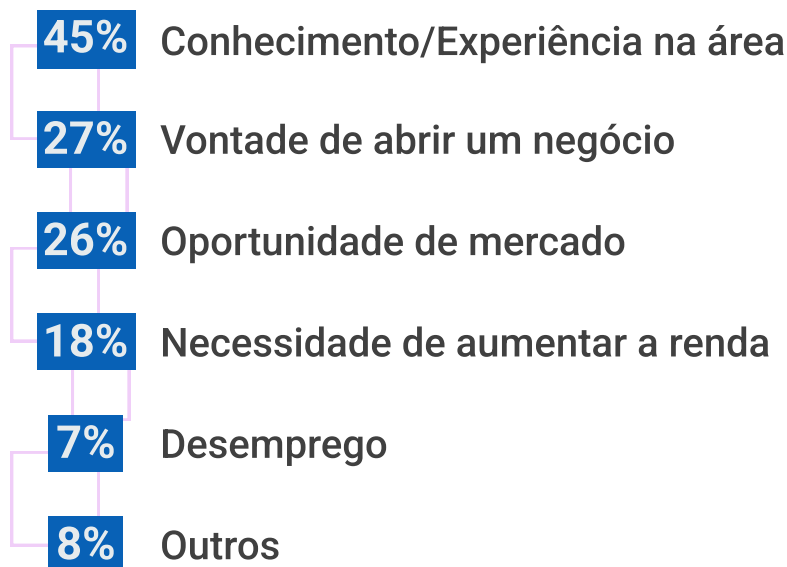 45% Conhecimento/Experiência na área
27% Vontade de abrir um negócio
26% Oportunidade de mercado
18% Necessidade de aumentar a renda
7% Desemprego
8% Outros